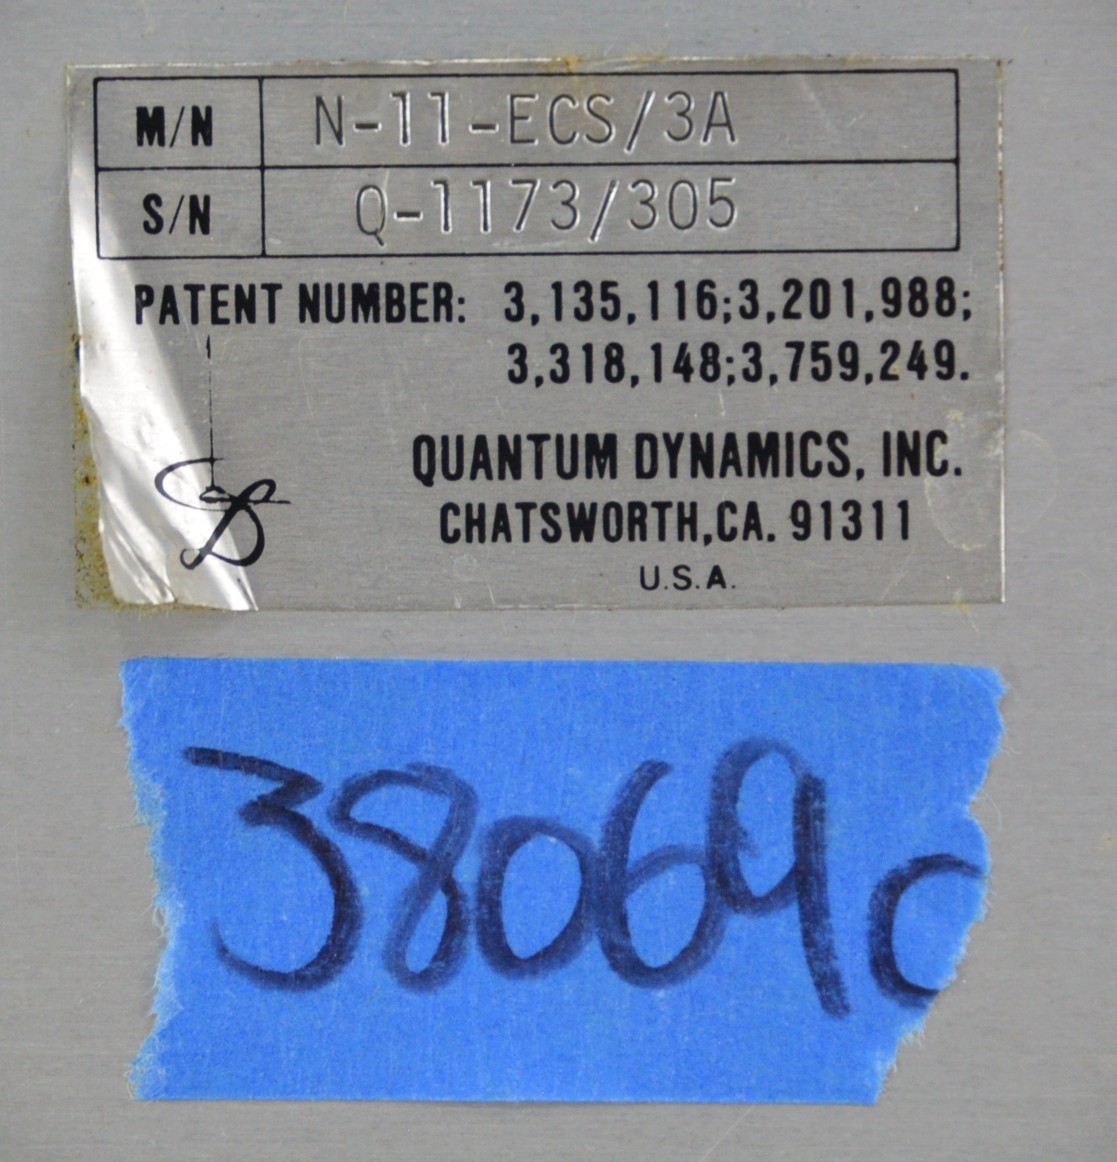 M/N N-11-ECS/3A
S/N Q-1173/305
PATENT NUMBER: 3,135,116;3,201,988;
3,318,148;3,759,249.
QUANTUM DYNAMICS, INC.
CHATSWORTH,CA. 91311
U.S.A.
38069c